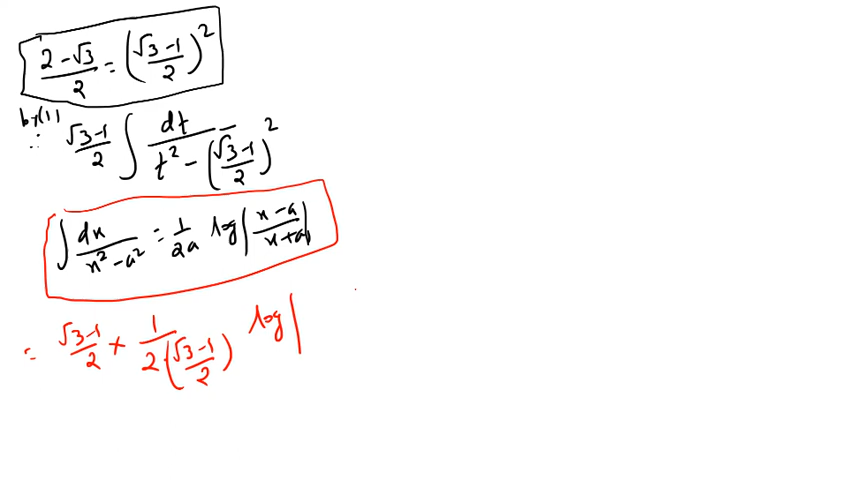 (2 - √3)/2 = ((√3-1)/2)²
by(1)
∴ (√3-1)/2 ∫ dt/(t² - ((√3-1)/2)²)
∫ dx/(x² - a²) = 1/(2a) log|(x-a)/(x+a)|
= (√3-1)/2 × 1/(2·((√3-1)/2)) log|